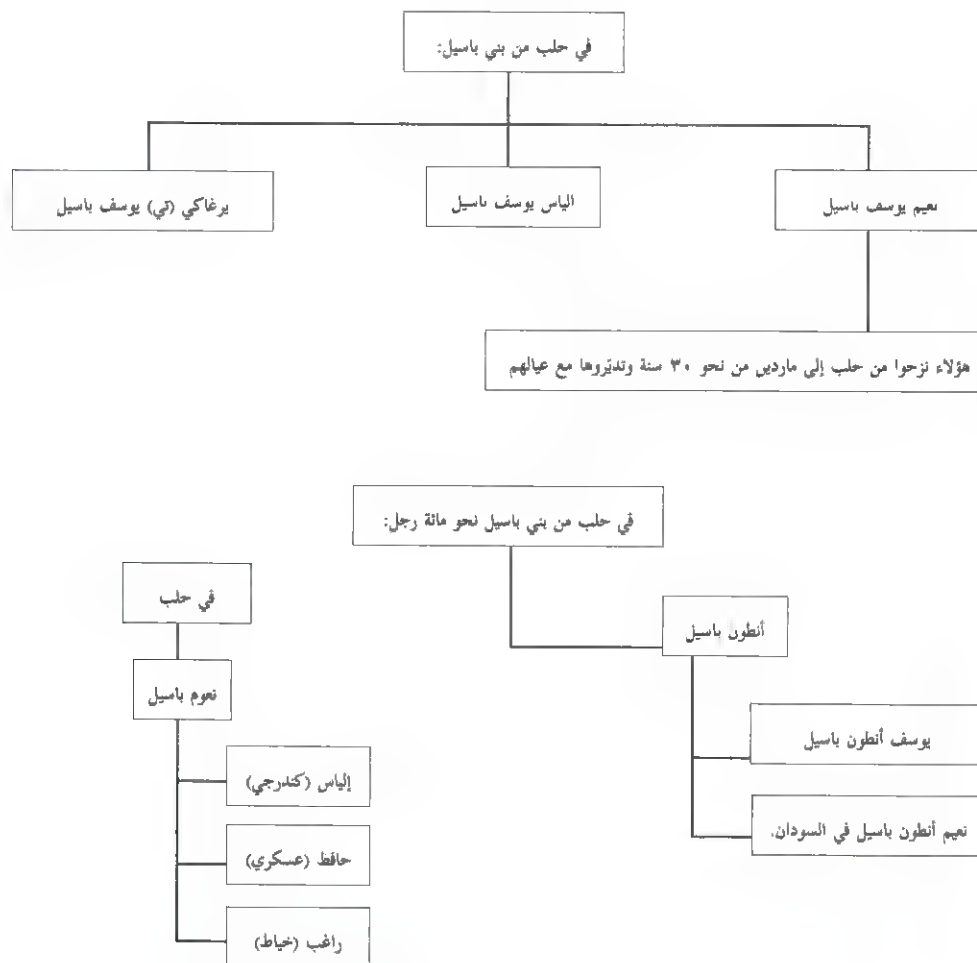 في حلب من بني باسيل:
نعيم يوسف باسيل
الياس يوسف باسيل
يرغاكي (تي) يوسف باسيل
هؤلاء نزحوا من حلب إلى ماردين من نحو ٣٠ سنة وتديّروها مع عيالهم
في حلب من بني باسيل نحو مائة رجل:
أنطون باسيل
يوسف أنطون باسيل
نعيم أنطون باسيل في السودان.
في حلب
نعوم باسيل
إلياس (كندرجي)
حافظ (عسكري)
راغب (خياط)